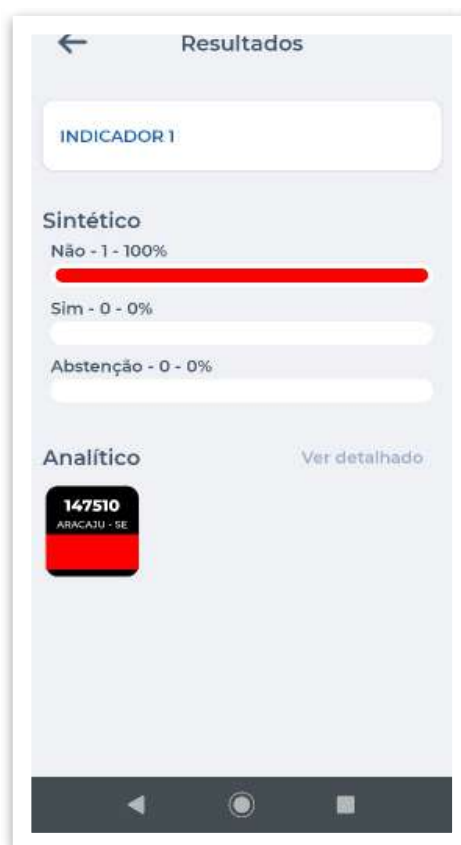 Resultados
INDICADOR 1
Sintético
Não - 1 - 100%
Sim - 0 - 0%
Abstenção - 0 - 0%
Analítico Ver detalhado
147510
ARACAJU - SE